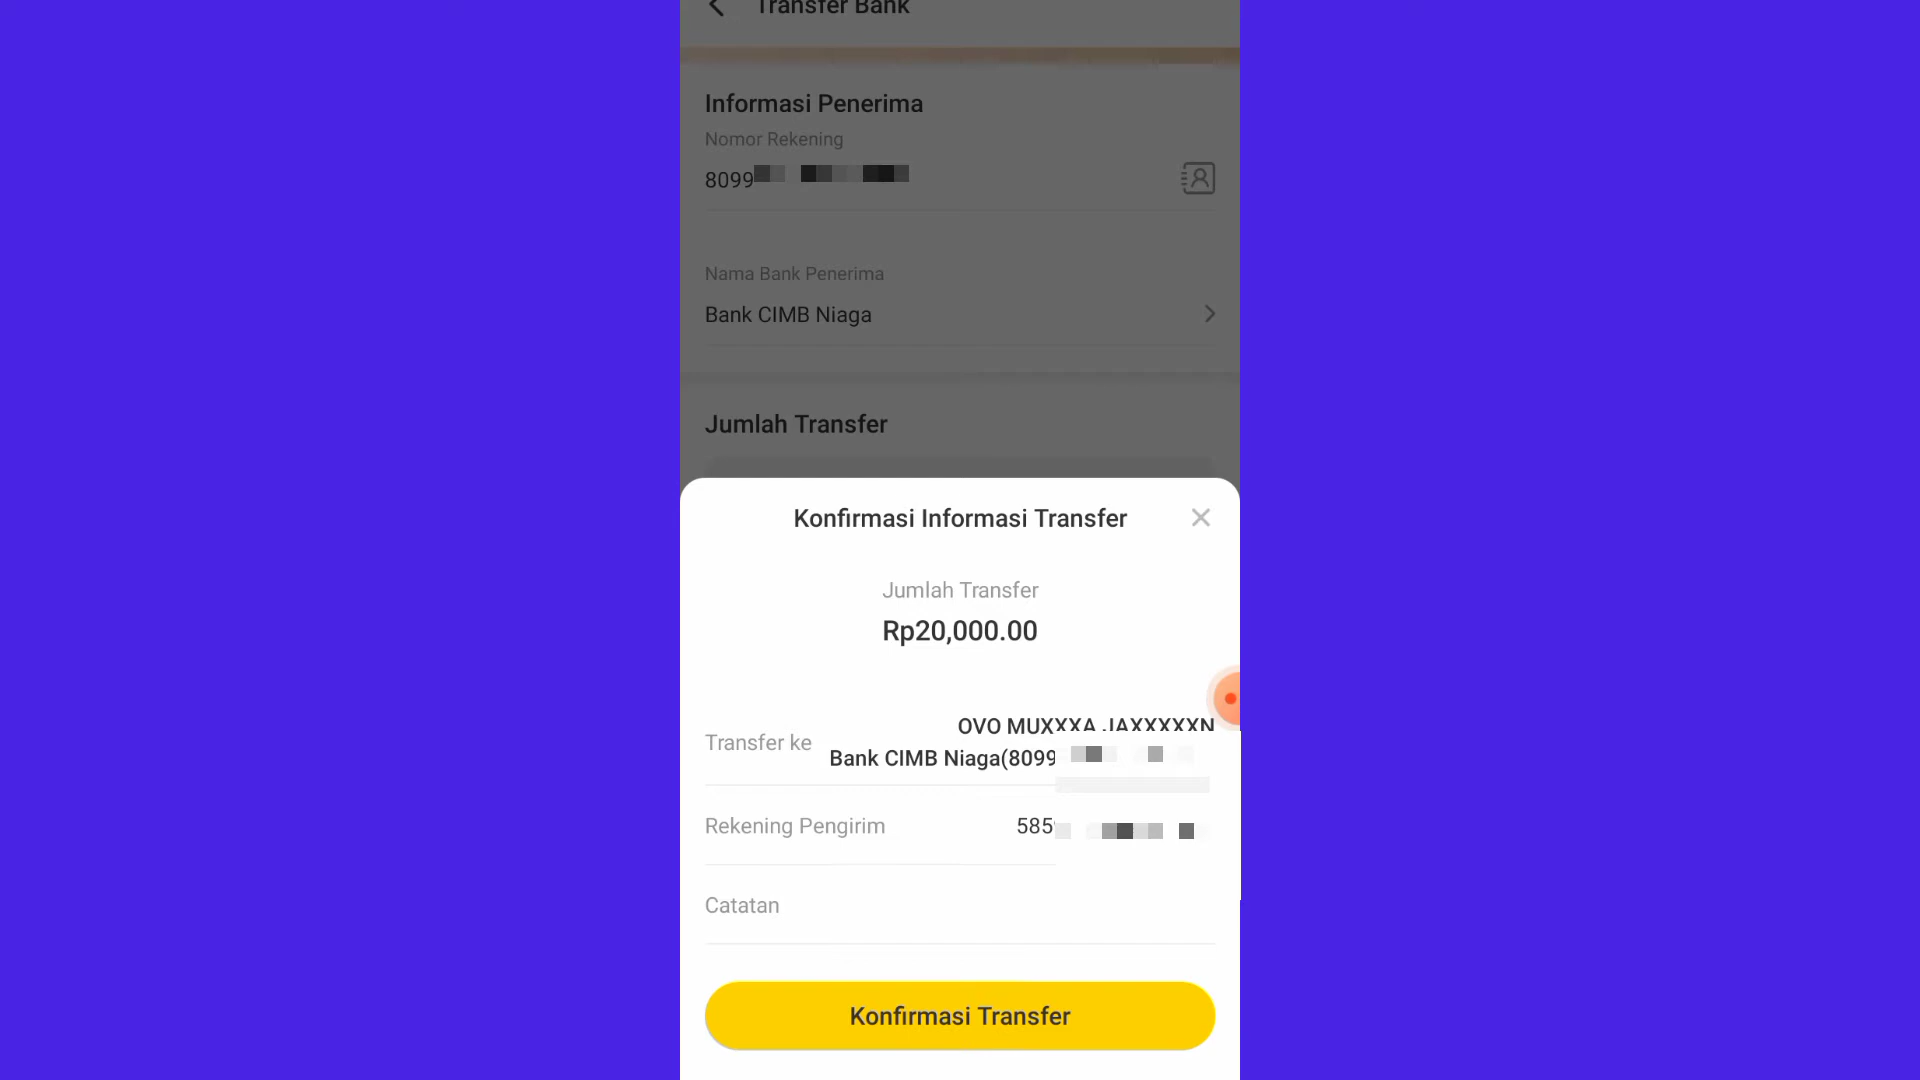 Transfer Bank
Informasi Penerima
Nomor Rekening
8099
Nama Bank Penerima
Bank CIMB Niaga
Jumlah Transfer
Konfirmasi Informasi Transfer
Jumlah Transfer
Rp20,000.00
OVO MUXXXA JAXXXXXN
Transfer ke
Bank CIMB Niaga(8099
Rekening Pengirim
585
Catatan
Konfirmasi Transfer